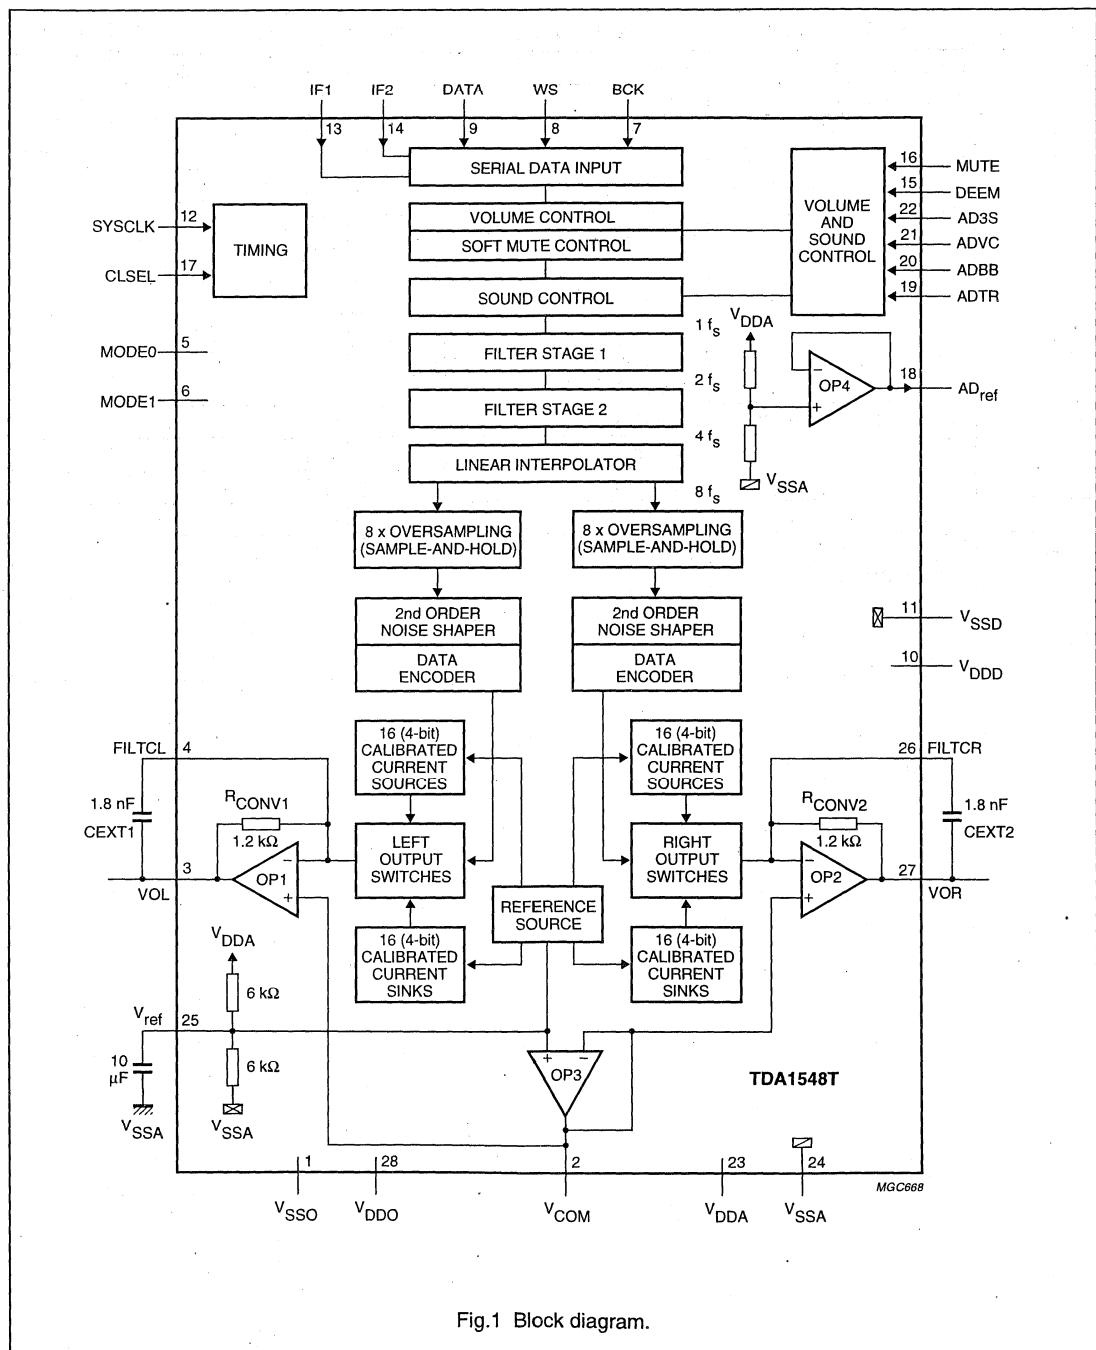 IF1 IF2 DATA WS BCK
13 14 9 8 7
SERIAL DATA INPUT
VOLUME CONTROL
SOFT MUTE CONTROL
SOUND CONTROL
FILTER STAGE 1
FILTER STAGE 2
LINEAR INTERPOLATOR
1 fs
2 fs
4 fs
8 fs
SYSCLK 12
CLSEL 17
TIMING
MODE0 5
MODE1 6
VOLUME
AND
SOUND
CONTROL
16 MUTE
15 DEEM
22 AD3S
21 ADVC
20 ADBB
19 ADTR
VDDA
OP4
18 ADref
VSSA
8 x OVERSAMPLING
(SAMPLE-AND-HOLD)
8 x OVERSAMPLING
(SAMPLE-AND-HOLD)
2nd ORDER
NOISE SHAPER
DATA
ENCODER
2nd ORDER
NOISE SHAPER
DATA
ENCODER
11 VSSD
10 VDDD
FILTCL 4
1.8 nF
CEXT1
RCONV1
1.2 kΩ
OP1
3
VOL
16 (4-bit)
CALIBRATED
CURRENT
SOURCES
LEFT
OUTPUT
SWITCHES
16 (4-bit)
CALIBRATED
CURRENT
SINKS
REFERENCE
SOURCE
16 (4-bit)
CALIBRATED
CURRENT
SOURCES
RIGHT
OUTPUT
SWITCHES
16 (4-bit)
CALIBRATED
CURRENT
SINKS
26 FILTCR
RCONV2
1.2 kΩ
1.8 nF
CEXT2
OP2
27
VOR
VDDA
6 kΩ
Vref 25
10
μF
6 kΩ
VSSA
VSSA
OP3
TDA1548T
1 28 2 23 24
MGC668
VSSO VDDO VCOM VDDA VSSA
Fig.1 Block diagram.